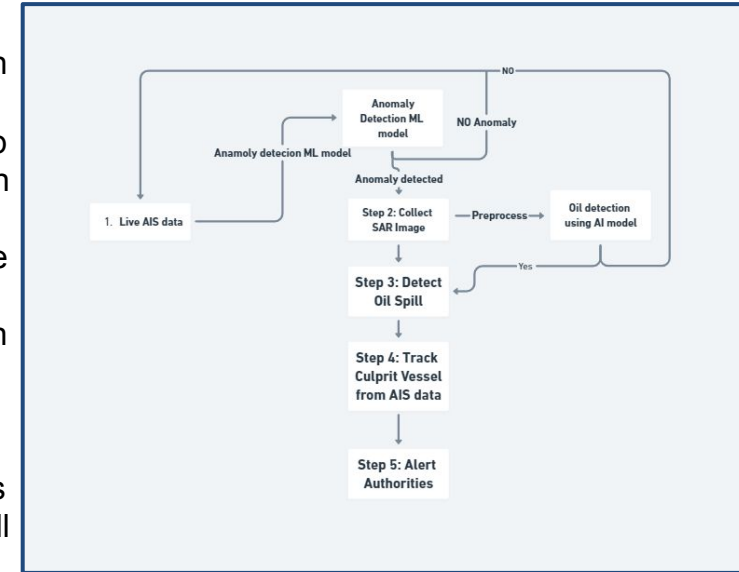 NO
Anomaly
Detection ML
model
NO Anomaly
Anamoly detecion ML model
Anomaly detected
1. Live AIS data
Step 2: Collect
SAR Image
Preprocess
Oil detection
using AI model
Yes
Step 3: Detect
Oil Spill
Step 4: Track
Culprit Vessel
from AIS data
Step 5: Alert
Authorities